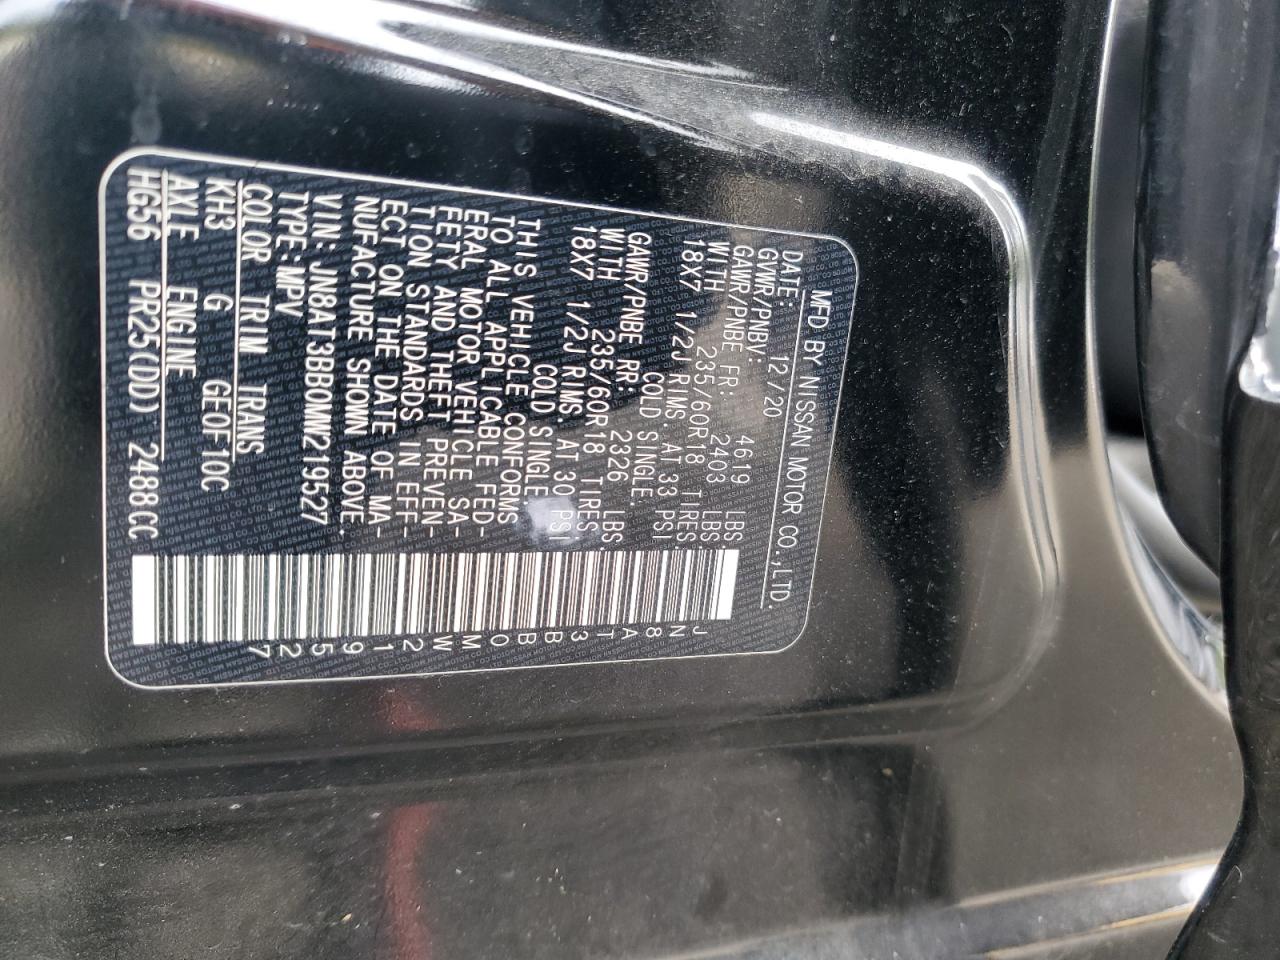 MFD BY NISSAN MOTOR CO.,LTD.
DATE: 12/20
GVWR/PNBV: 4619 LBS.
GAWR/PNBE FR: 2403 LBS.
WITH 235/60R18 TIRES.
18X7 1/2J RIMS. AT 33 PSI
COLD SINGLE.
GAWR/PNBE RR: 2326 LBS.
WITH 235/60R18 TIRES.
18X7 1/2J RIMS AT 30 PSI
COLD SINGLE
THIS VEHICLE CONFORMS
TO ALL APPLICABLE FED-
ERAL MOTOR VEHICLE SA-
FETY AND THEFT PREVEN-
TION STANDARDS IN EFF-
ECT ON THE DATE OF MA-
NUFACTURE SHOWN ABOVE.
VIN: JN8AT3BB0MW219527
TYPE: MPV
COLOR TRIM TRANS
KH3 G GEOF10C
AXLE ENGINE
HG56 PR25(DD) 2488CC
JN8AT3BB0MW219527